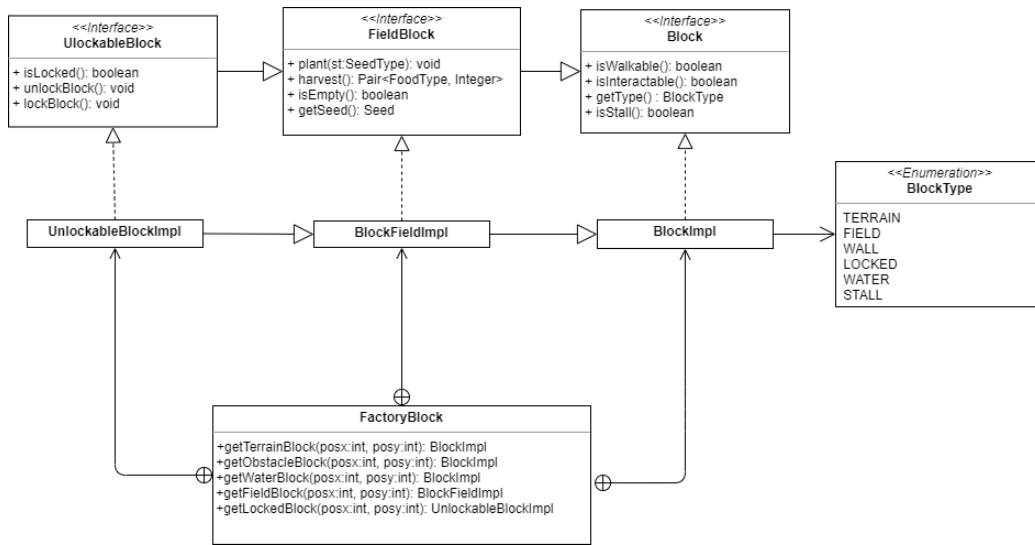 <<Interface>>
UlockableBlock
+ isLocked(): boolean
+ unlockBlock(): void
+ lockBlock(): void
<<Interface>>
FieldBlock
+ plant(st:SeedType): void
+ harvest(): Pair<FoodType, Integer>
+ isEmpty(): boolean
+ getSeed(): Seed
<<Interface>>
Block
+ isWalkable(): boolean
+ isInteractable(): boolean
+ getType() : BlockType
+ isStall(): boolean
<<Enumeration>>
BlockType
TERRAIN
FIELD
WALL
LOCKED
WATER
STALL
UnlockableBlockImpl
BlockFieldImpl
BlockImpl
FactoryBlock
+getTerrainBlock(posx:int, posy:int): BlockImpl
+getObstacleBlock(posx:int, posy:int): BlockImpl
+getWaterBlock(posx:int, posy:int): BlockImpl
+getFieldBlock(posx:int, posy:int): BlockFieldImpl
+getLockedBlock(posx:int, posy:int): UnlockableBlockImpl